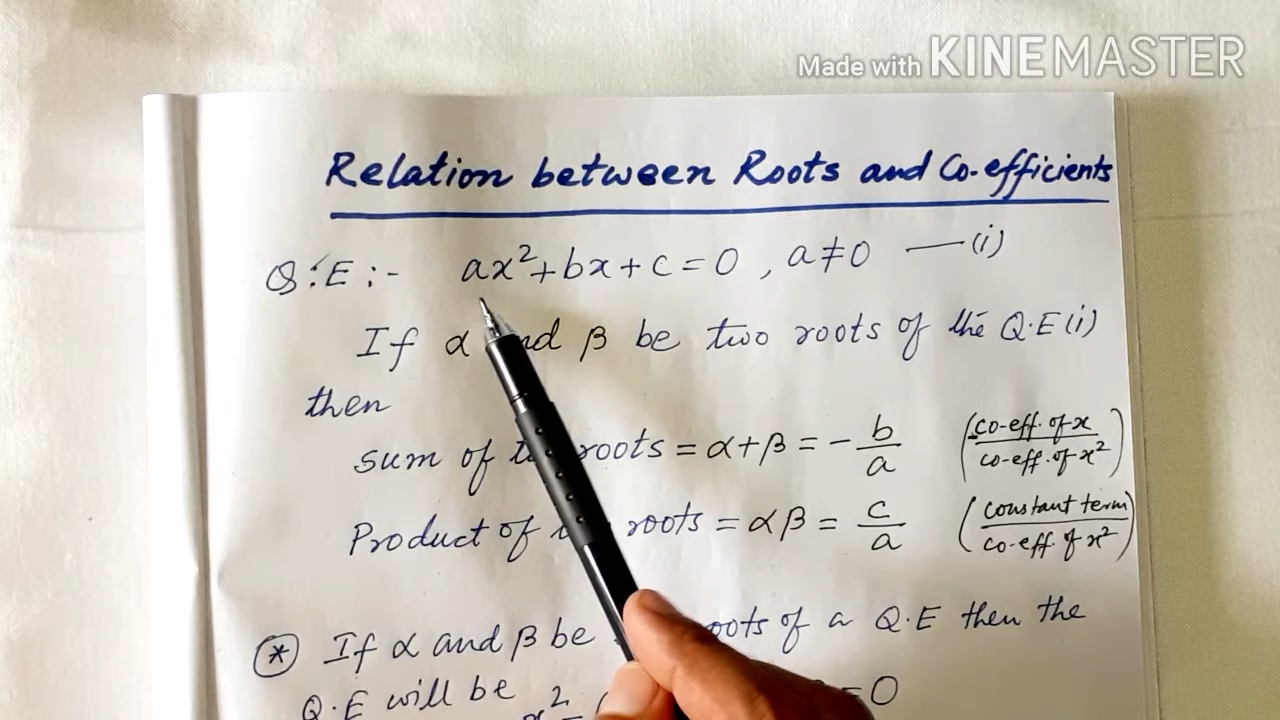 Made with KINEMASTER
Relation between Roots and Co-efficients
Q.E :- ax²+bx+c=0 , a≠0 —(i)
If α and β be two roots of the Q.E(i)
then
sum of roots = α+β = -b/a (-co-eff. of x/co-eff. of x²)
Product of roots = αβ = c/a (constant term/co-eff. of x²)
* If α and β be of a Q.E then the
Q.E will be x² - =0